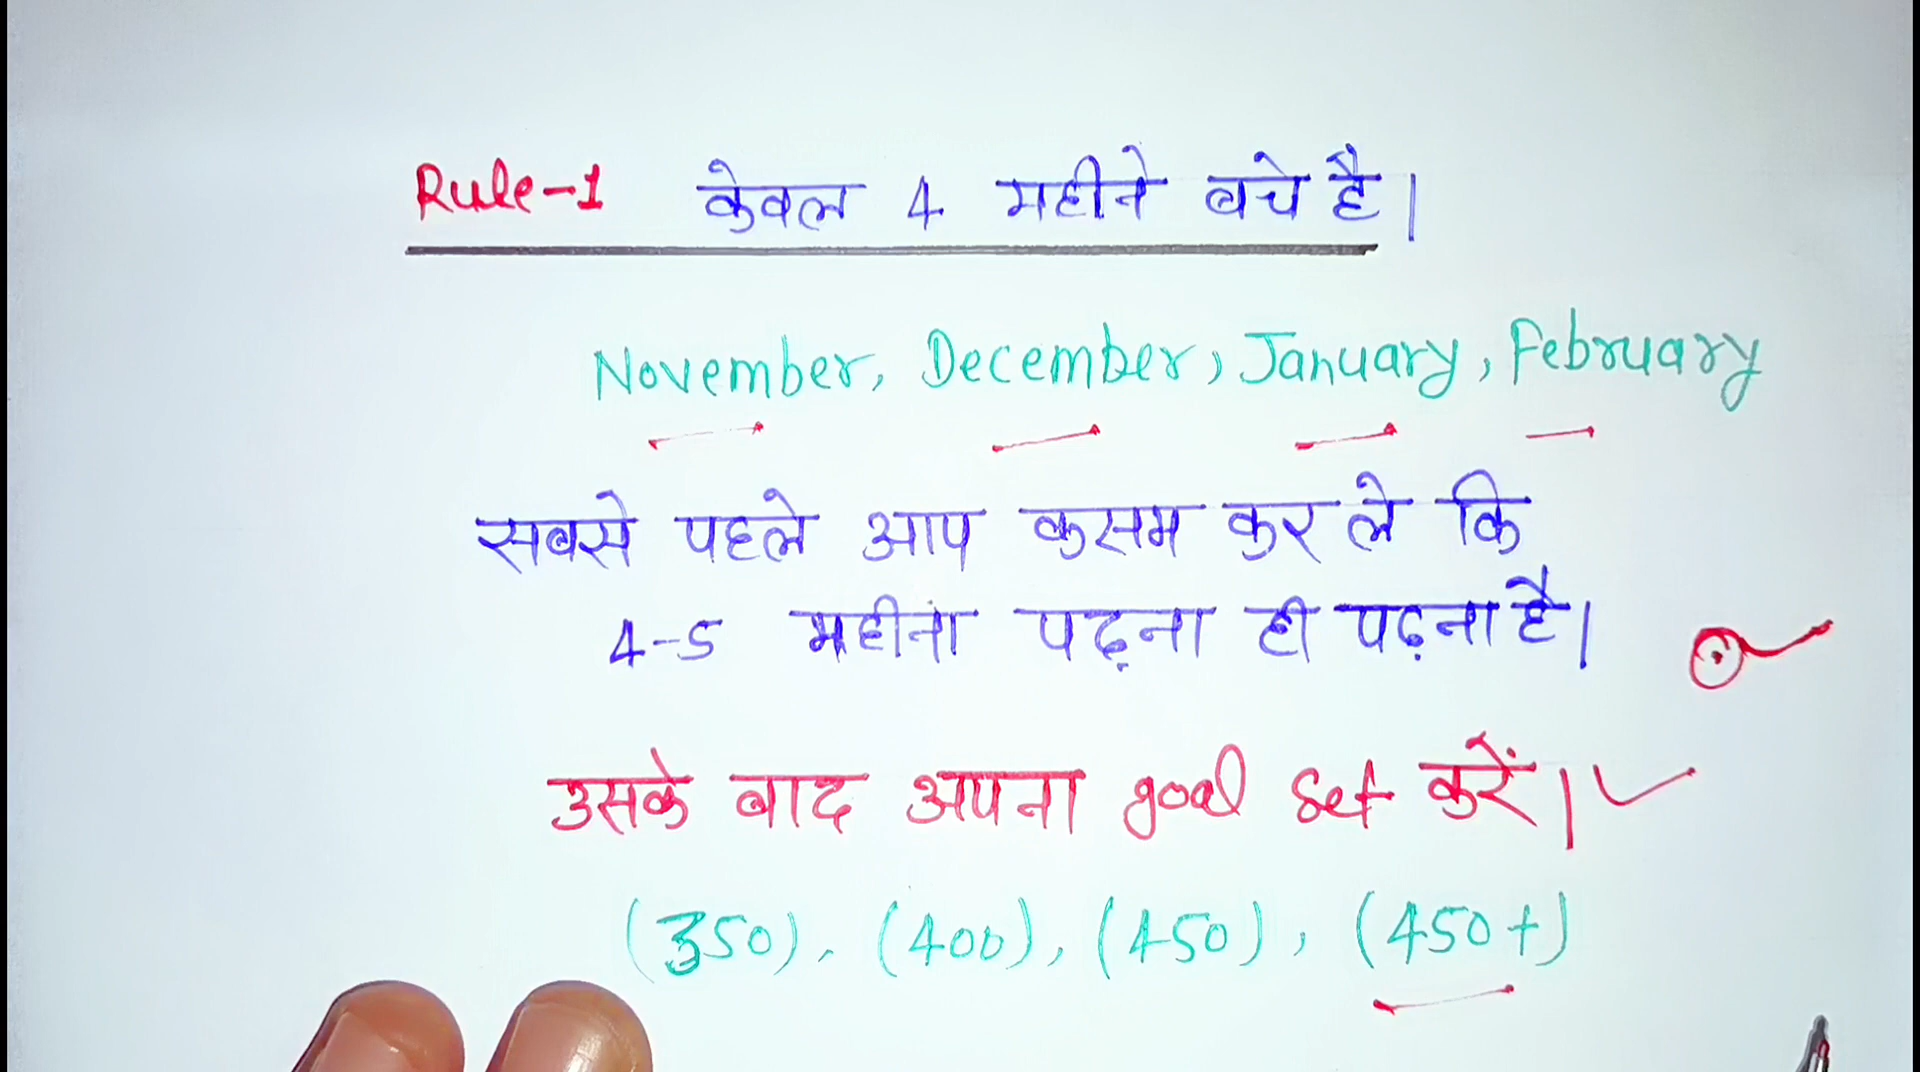 Rule-1 केवल 4 महीने बचे है।
November, December, January, February
सबसे पहले आप कसम कर ले कि
4-5 महीना पढ़ना ही पढ़ना है।
उसके बाद अपना goal set करें।
(350), (400), (450), (450+)